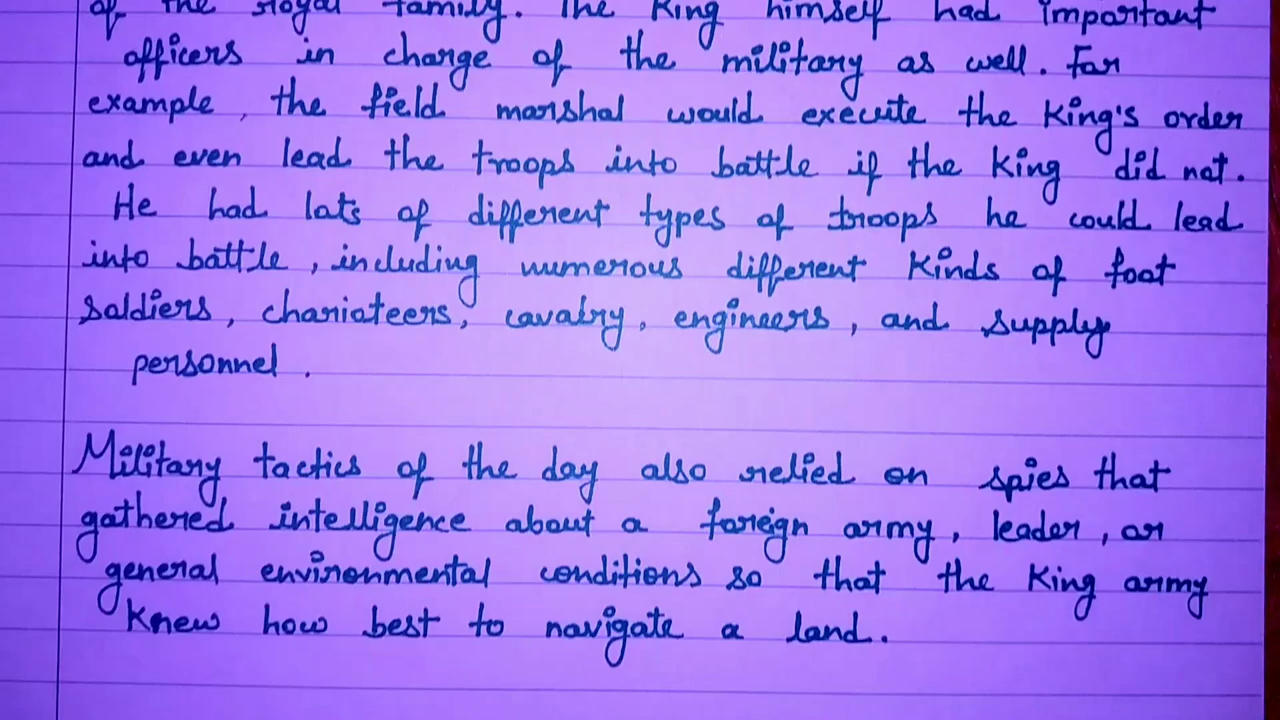 of the royal family. The King himself had important
officers in charge of the military as well. For
example, the field marshal would execute the King's order
and even lead the troops into battle if the King did not.
He had lots of different types of troops he could lead
into battle, including numerous different kinds of foot
soldiers, charioteers, cavalry, engineers, and supply
personnel.
Military tactics of the day also relied on spies that
gathered intelligence about a foreign army, leader, or
general environmental conditions so that the King army
knew how best to navigate a land.